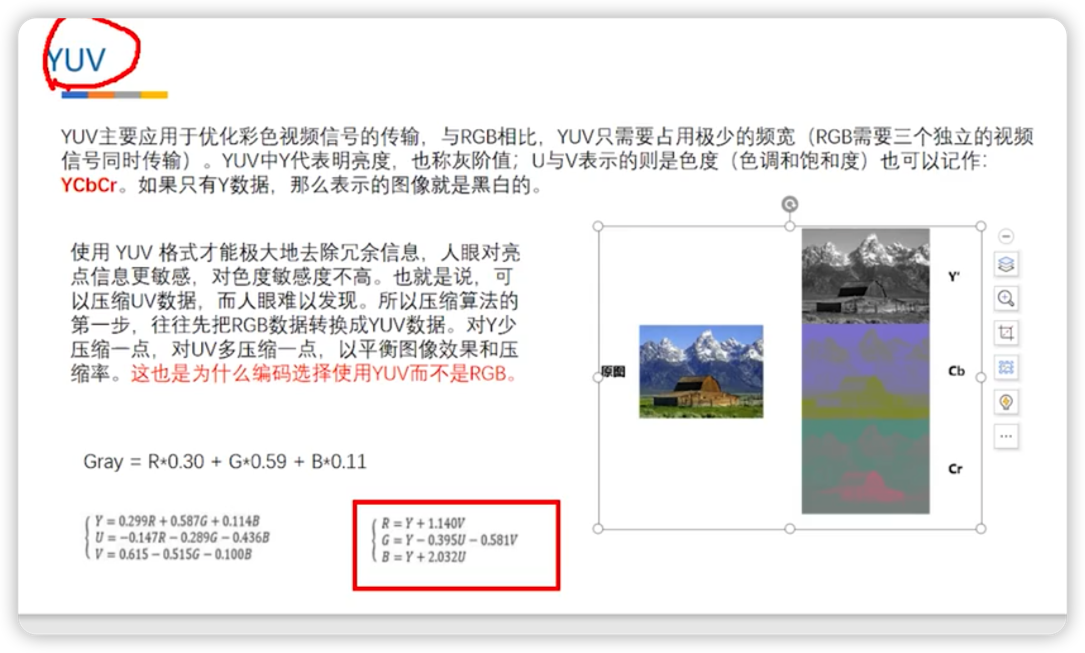 YUV
YUV主要应用于优化彩色视频信号的传输，与RGB相比，YUV只需要占用极少的频宽（RGB需要三个独立的视频
信号同时传输）。YUV中Y代表明亮度，也称灰阶值；U与V表示的则是色度（色调和饱和度）也可以记作：
YCbCr。如果只有Y数据，那么表示的图像就是黑白的。
使用 YUV 格式才能极大地去除冗余信息，人眼对亮
点信息更敏感，对色度敏感度不高。也就是说，可
以压缩UV数据，而人眼难以发现。所以压缩算法的
第一步，往往先把RGB数据转换成YUV数据。对Y少
压缩一点，对UV多压缩一点，以平衡图像效果和压
缩率。这也是为什么编码选择使用YUV而不是RGB。
Gray = R*0.30 + G*0.59 + B*0.11
Y = 0.299R + 0.587G + 0.114B
U = −0.147R − 0.289G − 0.436B
V = 0.615 − 0.515G − 0.100B
R = Y + 1.140V
G = Y − 0.395U − 0.581V
B = Y + 2.032U
原图
Y'
Cb
Cr